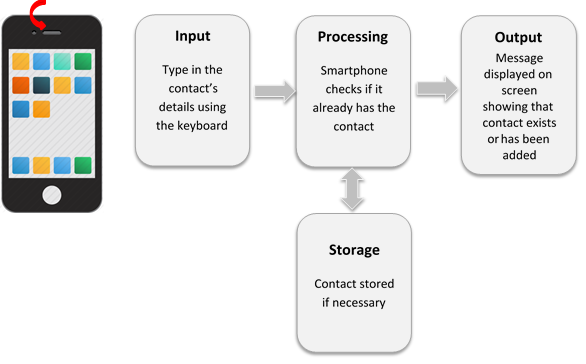 Input
Type in the
contact’s
details using
the keyboard
Processing
Smartphone
checks if it
already has the
contact
Output
Message
displayed on
screen
showing that
contact exists
or has been
added
Storage
Contact stored
if necessary